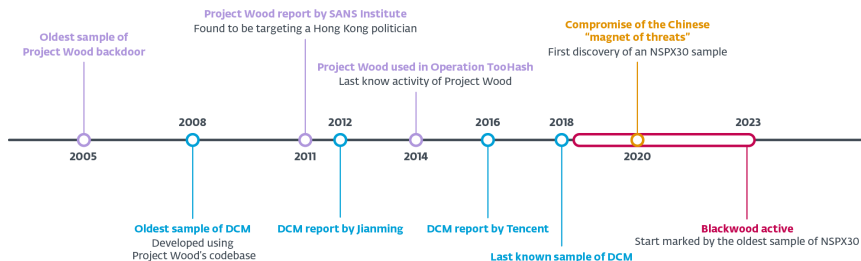 Project Wood report by SANS Institute
Found to be targeting a Hong Kong politician
Compromise of the Chinese
"magnet of threats"
First discovery of an NSPX30 sample
Oldest sample of
Project Wood backdoor
Project Wood used in Operation TooHash
Last know activity of Project Wood
2008
2012
2016
2018
2023
2005
2011
2014
2020
Oldest sample of DCM
Developed using
Project Wood's codebase
DCM report by Jianming
DCM report by Tencent
Last known sample of DCM
Blackwood active
Start marked by the oldest sample of NSPX30